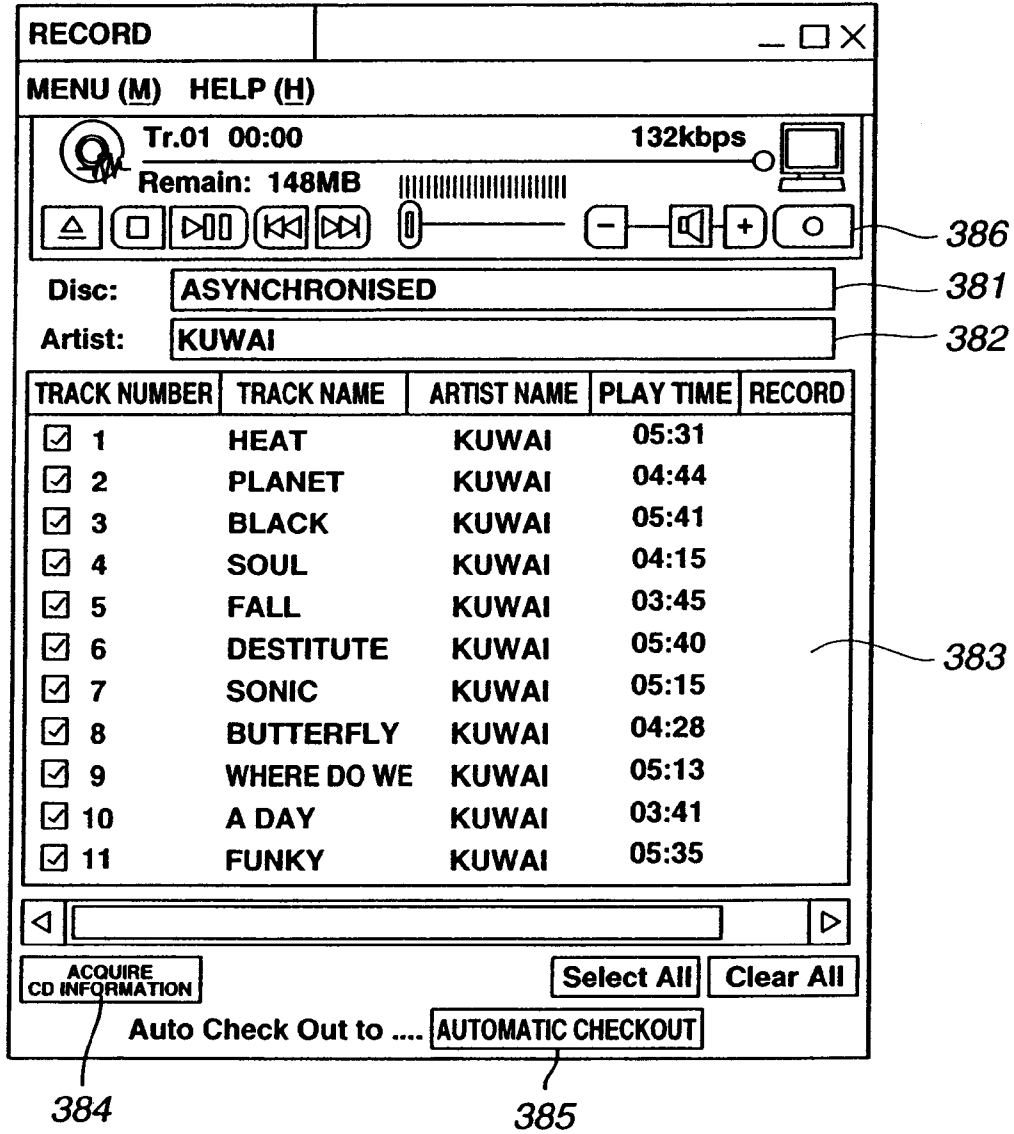 RECORD
MENU (M) HELP (H)
Tr.01 00:00 132kbps
Remain: 148MB
386
Disc: ASYNCHRONISED 381
Artist: KUWAI 382
TRACK NUMBER TRACK NAME ARTIST NAME PLAY TIME RECORD
1 HEAT KUWAI 05:31
2 PLANET KUWAI 04:44
3 BLACK KUWAI 05:41
4 SOUL KUWAI 04:15
5 FALL KUWAI 03:45
6 DESTITUTE KUWAI 05:40
383
7 SONIC KUWAI 05:15
8 BUTTERFLY KUWAI 04:28
9 WHERE DO WE KUWAI 05:13
10 A DAY KUWAI 03:41
11 FUNKY KUWAI 05:35
ACQUIRE
CD INFORMATION
Select All Clear All
Auto Check Out to .... AUTOMATIC CHECKOUT
384 385